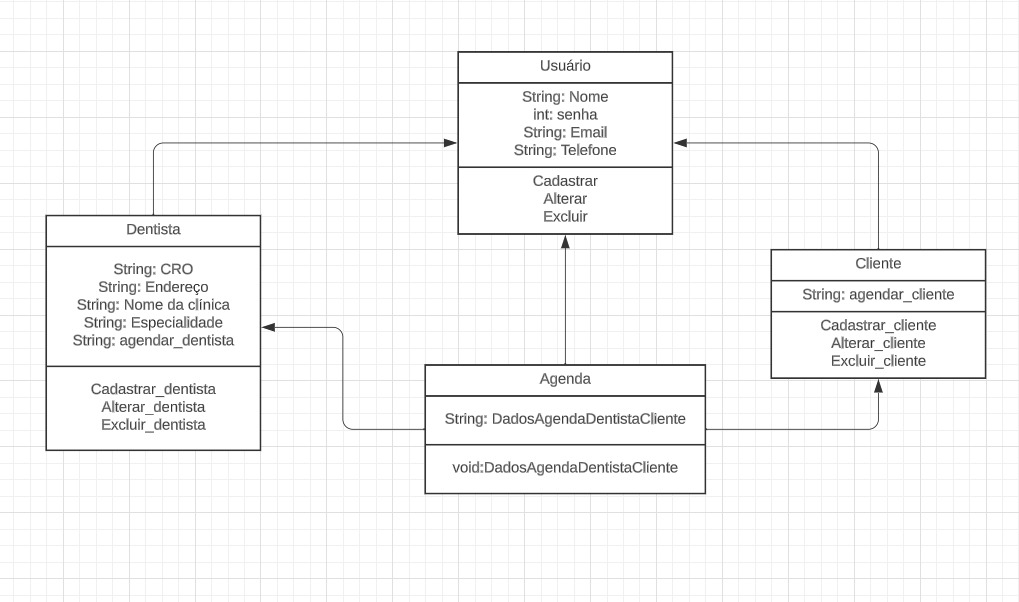 Usuário
String: Nome
int: senha
String: Email
String: Telefone
Cadastrar
Alterar
Excluir
Dentista
String: CRO
String: Endereço
String: Nome da clínica
String: Especialidade
String: agendar_dentista
Cadastrar_dentista
Alterar_dentista
Excluir_dentista
Cliente
String: agendar_cliente
Cadastrar_cliente
Alterar_cliente
Excluir_cliente
Agenda
String: DadosAgendaDentistaCliente
void:DadosAgendaDentistaCliente